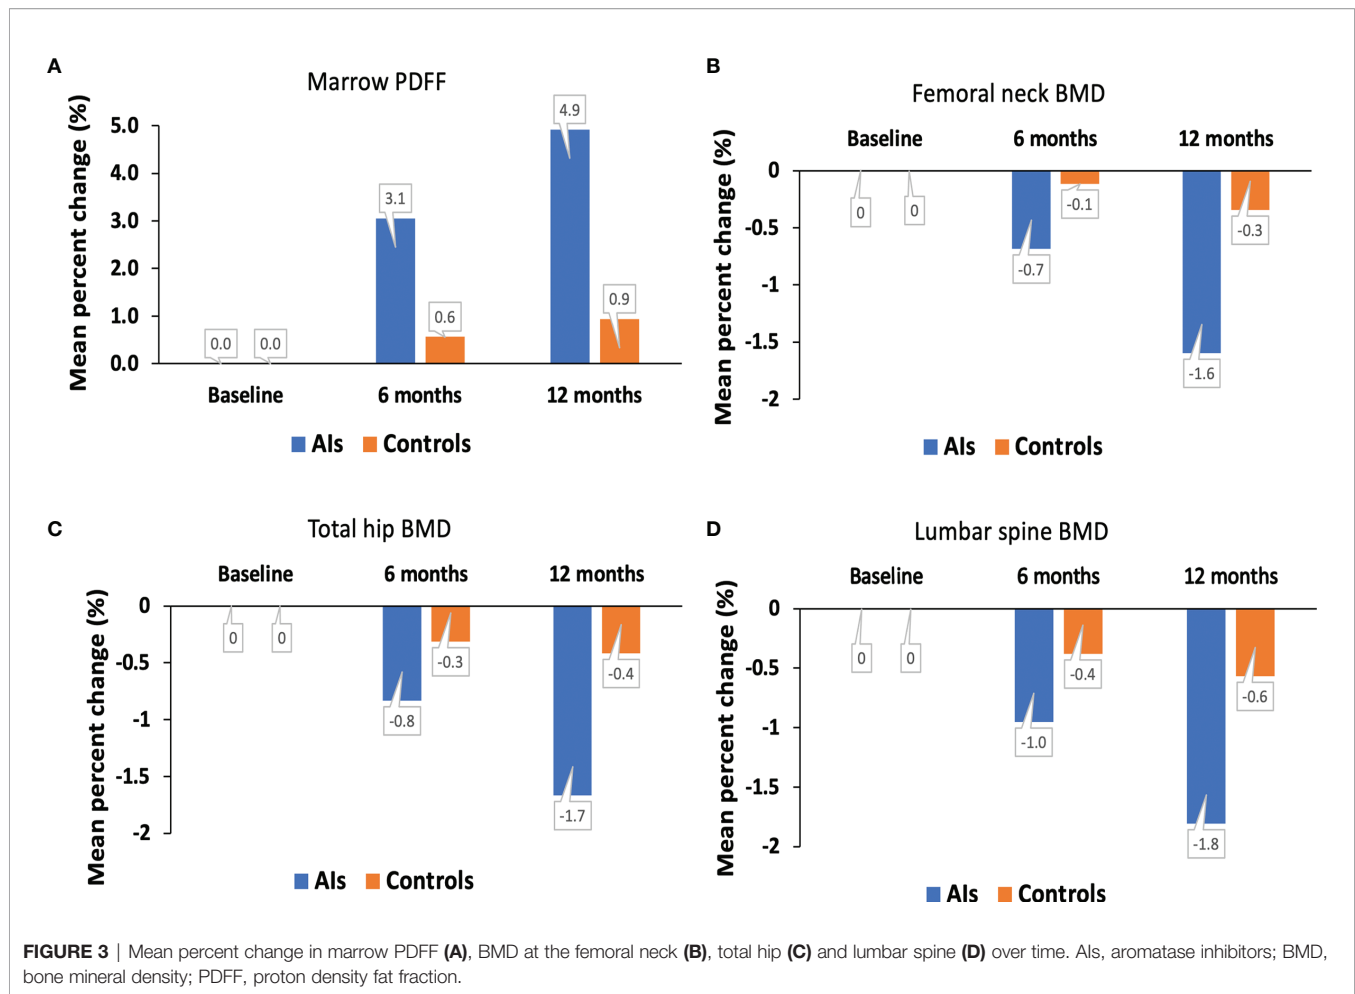 A
Marrow PDFF
Mean percent change (%)
5.0
4.0
3.0
2.0
1.0
0.0
0.0
0.0
3.1
0.6
4.9
0.9
Baseline
6 months
12 months
AIs
Controls
B
Femoral neck BMD
Mean percent change (%)
Baseline
6 months
12 months
0
-0.5
-1
-1.5
-2
0
0
-0.7
-0.1
-1.6
-0.3
AIs
Controls
C
Total hip BMD
Mean percent change (%)
Baseline
6 months
12 months
0
-0.5
-1
-1.5
-2
0
0
-0.8
-0.3
-1.7
-0.4
AIs
Controls
D
Lumbar spine BMD
Mean percent change (%)
Baseline
6 months
12 months
0
-0.5
-1
-1.5
-2
0
0
-1.0
-0.4
-1.8
-0.6
AIs
Controls
FIGURE 3 | Mean percent change in marrow PDFF (A), BMD at the femoral neck (B), total hip (C) and lumbar spine (D) over time. AIs, aromatase inhibitors; BMD,
bone mineral density; PDFF, proton density fat fraction.